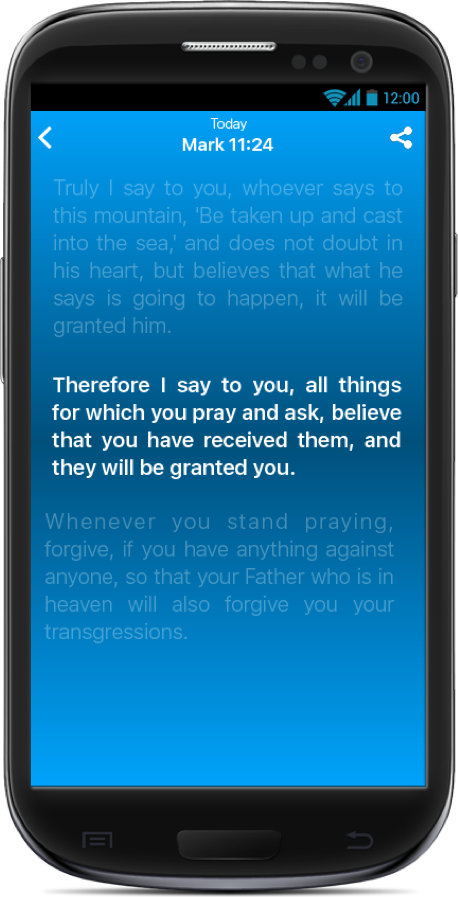 12:00
Today
Mark 11:24
Truly I say to you, whoever says to
this mountain, 'Be taken up and cast
into the sea,' and does not doubt in
his heart, but believes that what he
says is going to happen, it will be
granted him.
Therefore I say to you, all things
for which you pray and ask, believe
that you have received them, and
they will be granted you.
Whenever you stand praying,
forgive, if you have anything against
anyone, so that your Father who is in
heaven will also forgive you your
transgressions.